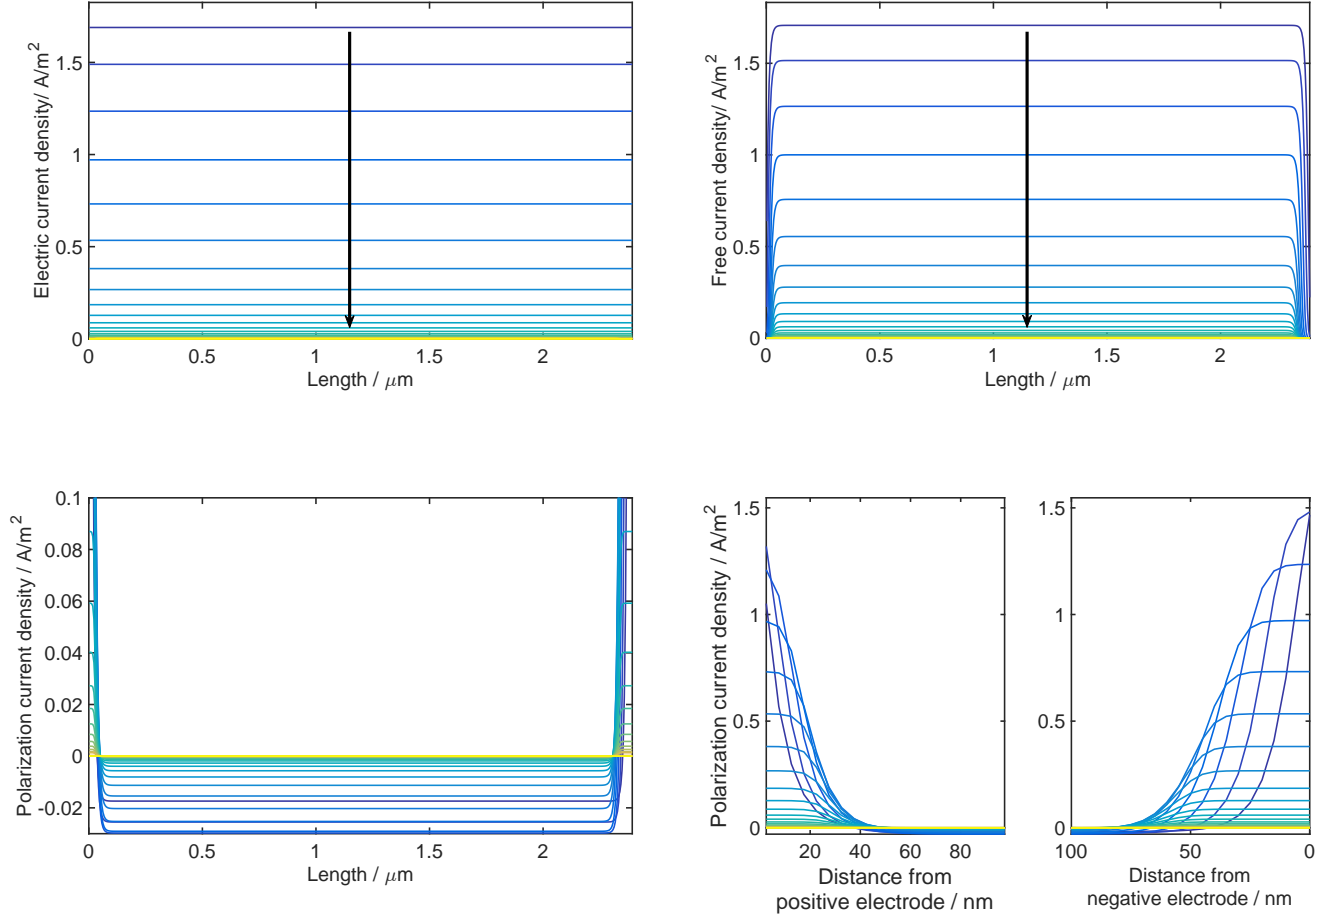 Electric current density/ A/m²
1.5
1
0.5
0
0 0.5 1 1.5 2
Length / μm
Free current density/ A/m²
1.5
1
0.5
0
0 0.5 1 1.5 2
Length / μm
Polarization current density / A/m²
0.1
0.08
0.06
0.04
0.02
0
-0.02
0 0.5 1 1.5 2
Length / μm
Polarization current density / A/m²
1.5
1
0.5
0
20 40 60 80
Distance from
positive electrode / nm
1.5
1
0.5
0
100 50 0
Distance from
negative electrode / nm